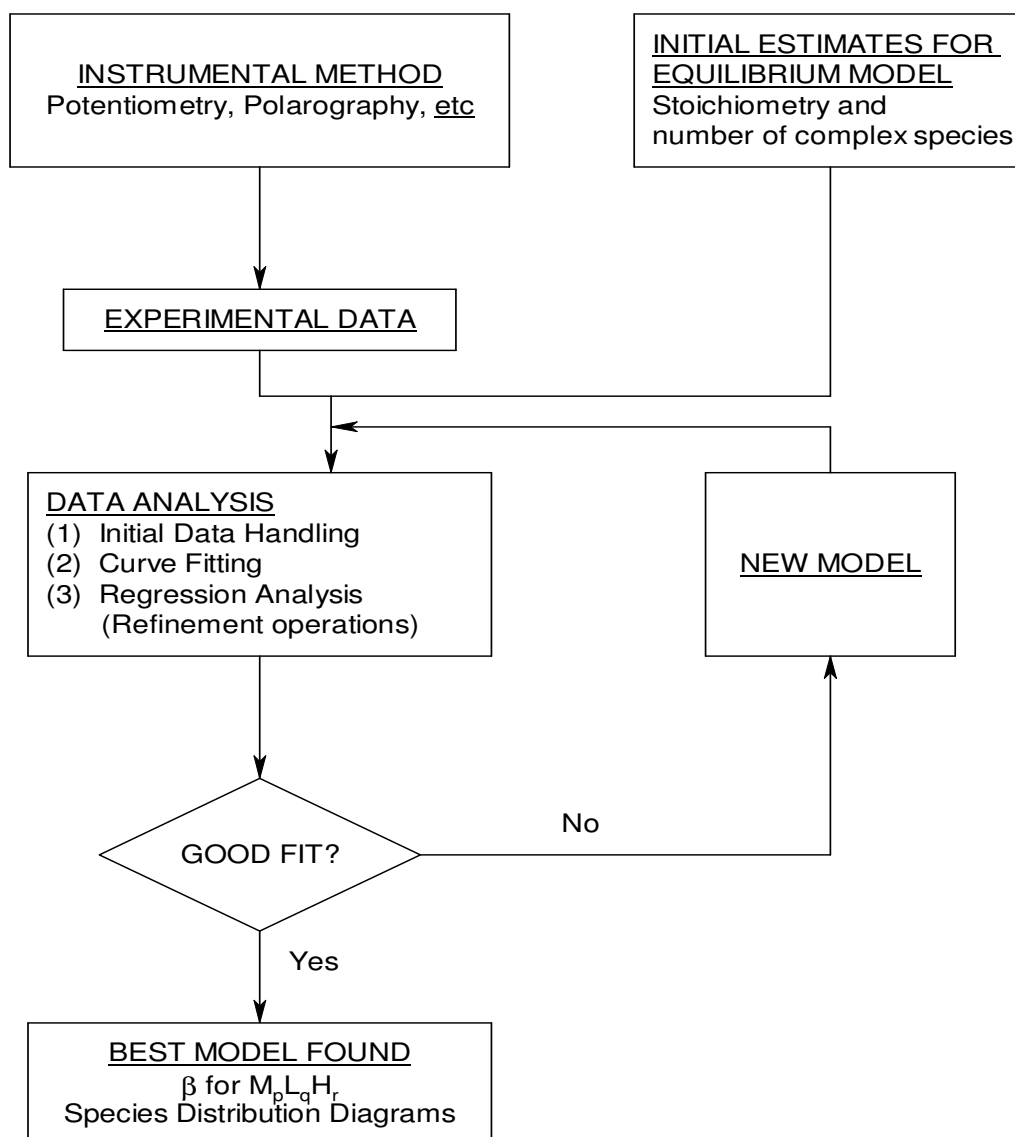 INSTRUMENTAL METHOD
Potentiometry, Polarography, etc
INITIAL ESTIMATES FOR
EQUILIBRIUM MODEL
Stoichiometry and
number of complex species
EXPERIMENTAL DATA
DATA ANALYSIS
(1) Initial Data Handling
(2) Curve Fitting
(3) Regression Analysis
(Refinement operations)
NEW MODEL
GOOD FIT?
No
Yes
BEST MODEL FOUND
β for MpLqHr
Species Distribution Diagrams